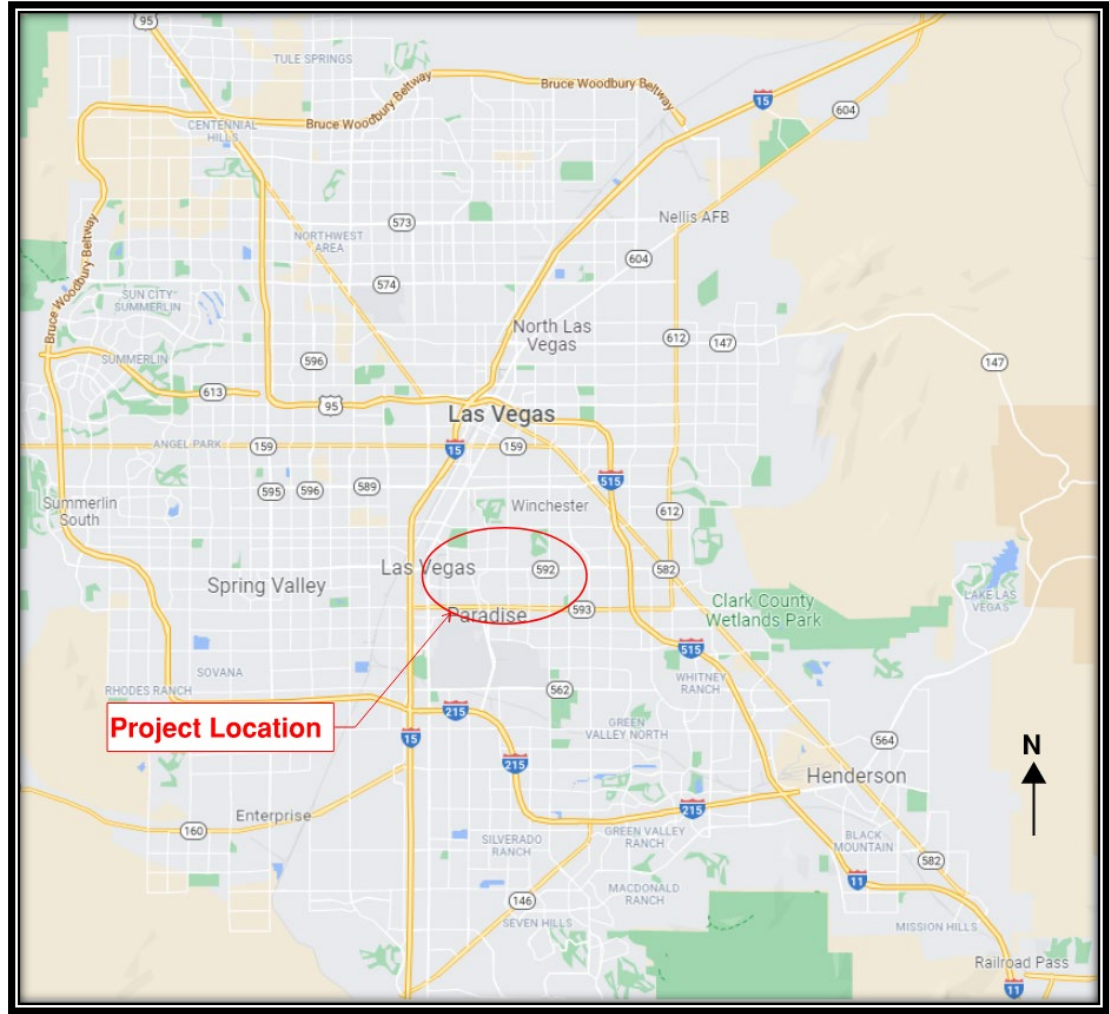 95
TULE SPRINGS
Bruce Woodbury Beltway
Bruce Woodbury Beltway
15
604
CENTENNIAL
HILLS
Bruce Woodbury Beltway
573
Nellis AFB
NORTHWEST
AREA
604
574
SUN CITY
SUMMERLIN
North Las
Vegas
612
147
SUMMERLIN
596
147
613
95
Las Vegas
ANGEL PARK
159
15
159
595
596
589
515
Summerlin
South
Winchester
612
Las Vegas
592
582
Spring Valley
Paradise
593
Clark County
Wetlands Park
LAKE LAS
VEGAS
515
SOVANA
WHITNEY
RANCH
RHODES RANCH
562
215
Project Location
15
GREEN
VALLEY NORTH
564
N
215
Henderson
Enterprise
215
160
SILVERADO
RANCH
GREEN VALLEY
RANCH
BLACK
MOUNTAIN
582
11
MACDONALD
RANCH
146
SEVEN HILLS
MISSION HILLS
Railroad Pass
11